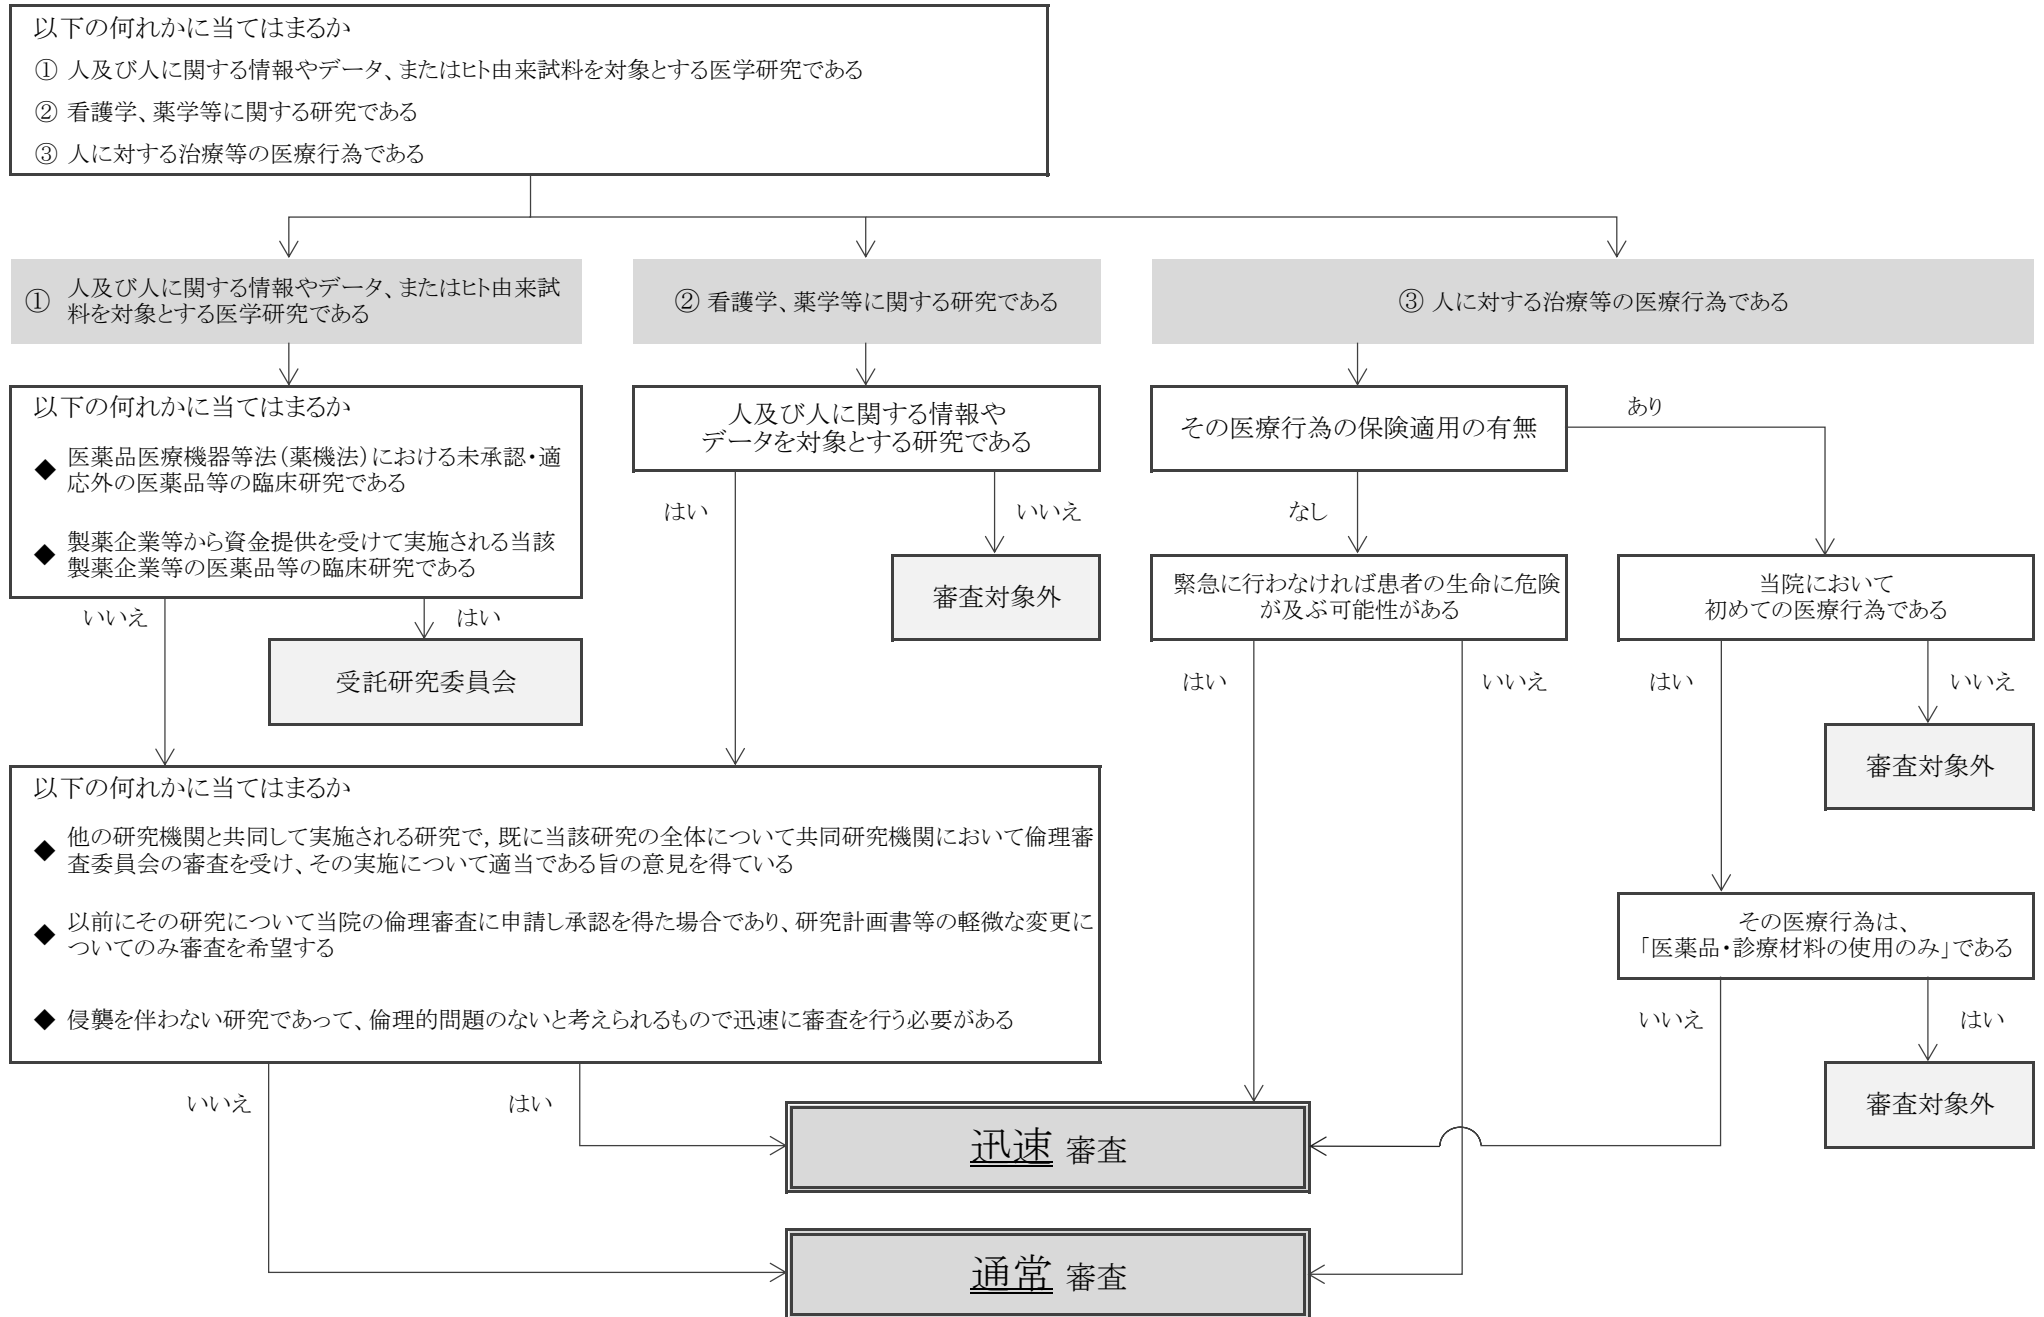 以下の何れかに当てはまるか
① 人及び人に関する情報やデータ、またはヒト由来試料を対象とする医学研究である
② 看護学、薬学等に関する研究である
③ 人に対する治療等の医療行為である
① 人及び人に関する情報やデータ、またはヒト由来試
料を対象とする医学研究である
② 看護学、薬学等に関する研究である
③ 人に対する治療等の医療行為である
以下の何れかに当てはまるか
◆ 医薬品医療機器等法(薬機法)における未承認・適
応外の医薬品等の臨床研究である
◆ 製薬企業等から資金提供を受けて実施される当該
製薬企業等の医薬品等の臨床研究である
いいえ
はい
受託研究委員会
人及び人に関する情報や
データを対象とする研究である
はい
いいえ
審査対象外
その医療行為の保険適用の有無
あり
なし
緊急に行わなければ患者の生命に危険
が及ぶ可能性がある
はい
いいえ
当院において
初めての医療行為である
はい
いいえ
審査対象外
以下の何れかに当てはまるか
◆ 他の研究機関と共同して実施される研究で,既に当該研究の全体について共同研究機関において倫理審
査委員会の審査を受け、その実施について適当である旨の意見を得ている
◆ 以前にその研究について当院の倫理審査に申請し承認を得た場合であり、研究計画書等の軽微な変更に
ついてのみ審査を希望する
◆ 侵襲を伴わない研究であって、倫理的問題のないと考えられるもので迅速に審査を行う必要がある
いいえ
はい
その医療行為は、
「医薬品・診療材料の使用のみ」である
いいえ
はい
審査対象外
迅速 審査
通常 審査